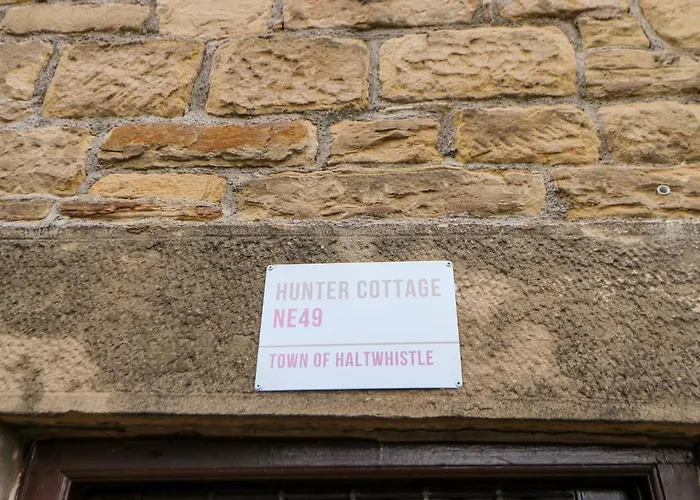 HUNTER COTTAGE
NE49
TOWN OF HALTWHISTLE